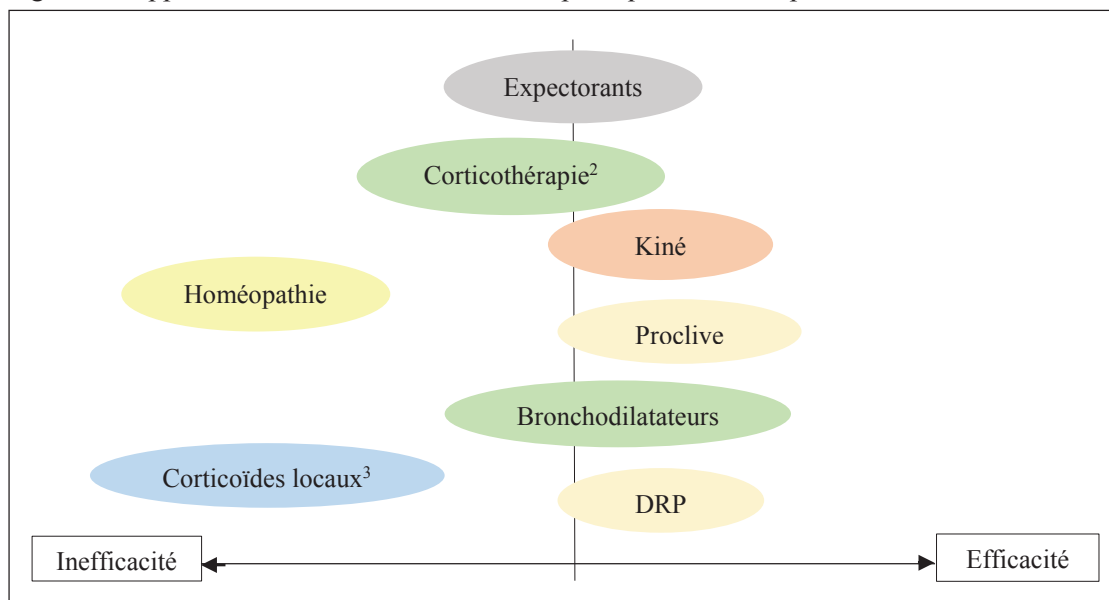 Expectorants
Corticothérapie²
Kiné
Homéopathie
Proclive
Bronchodilatateurs
Corticoïdes locaux³
DRP
Inefficacité
Efficacité